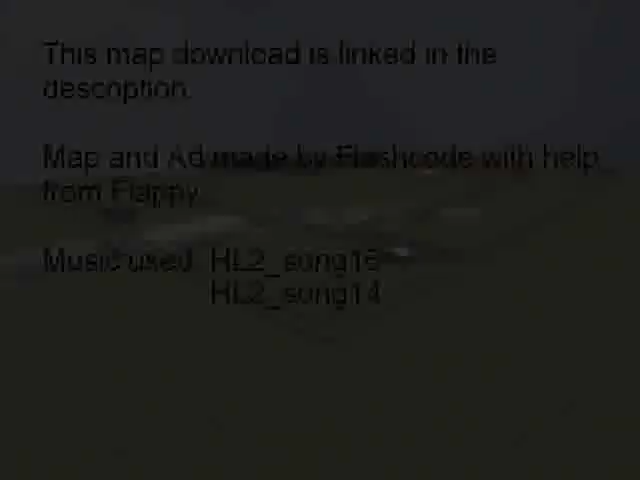 This map download is linked in the
description.
Map and Ad made by Flashcode with help
from Flappy
Music used: HL2_song16
HL2_song14